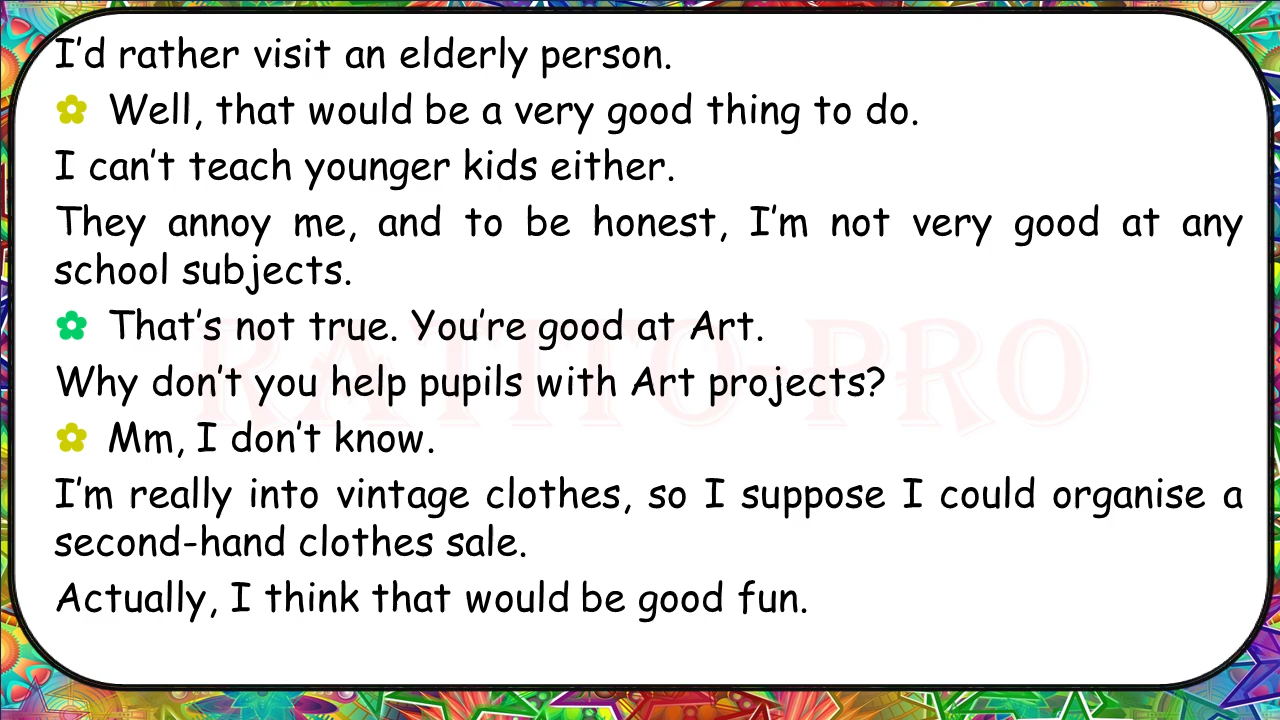 I’d rather visit an elderly person.
Well, that would be a very good thing to do.
I can’t teach younger kids either.
They annoy me, and to be honest, I’m not very good at any
school subjects.
That’s not true. You’re good at Art.
Why don’t you help pupils with Art projects?
Mm, I don’t know.
I’m really into vintage clothes, so I suppose I could organise a
second-hand clothes sale.
Actually, I think that would be good fun.